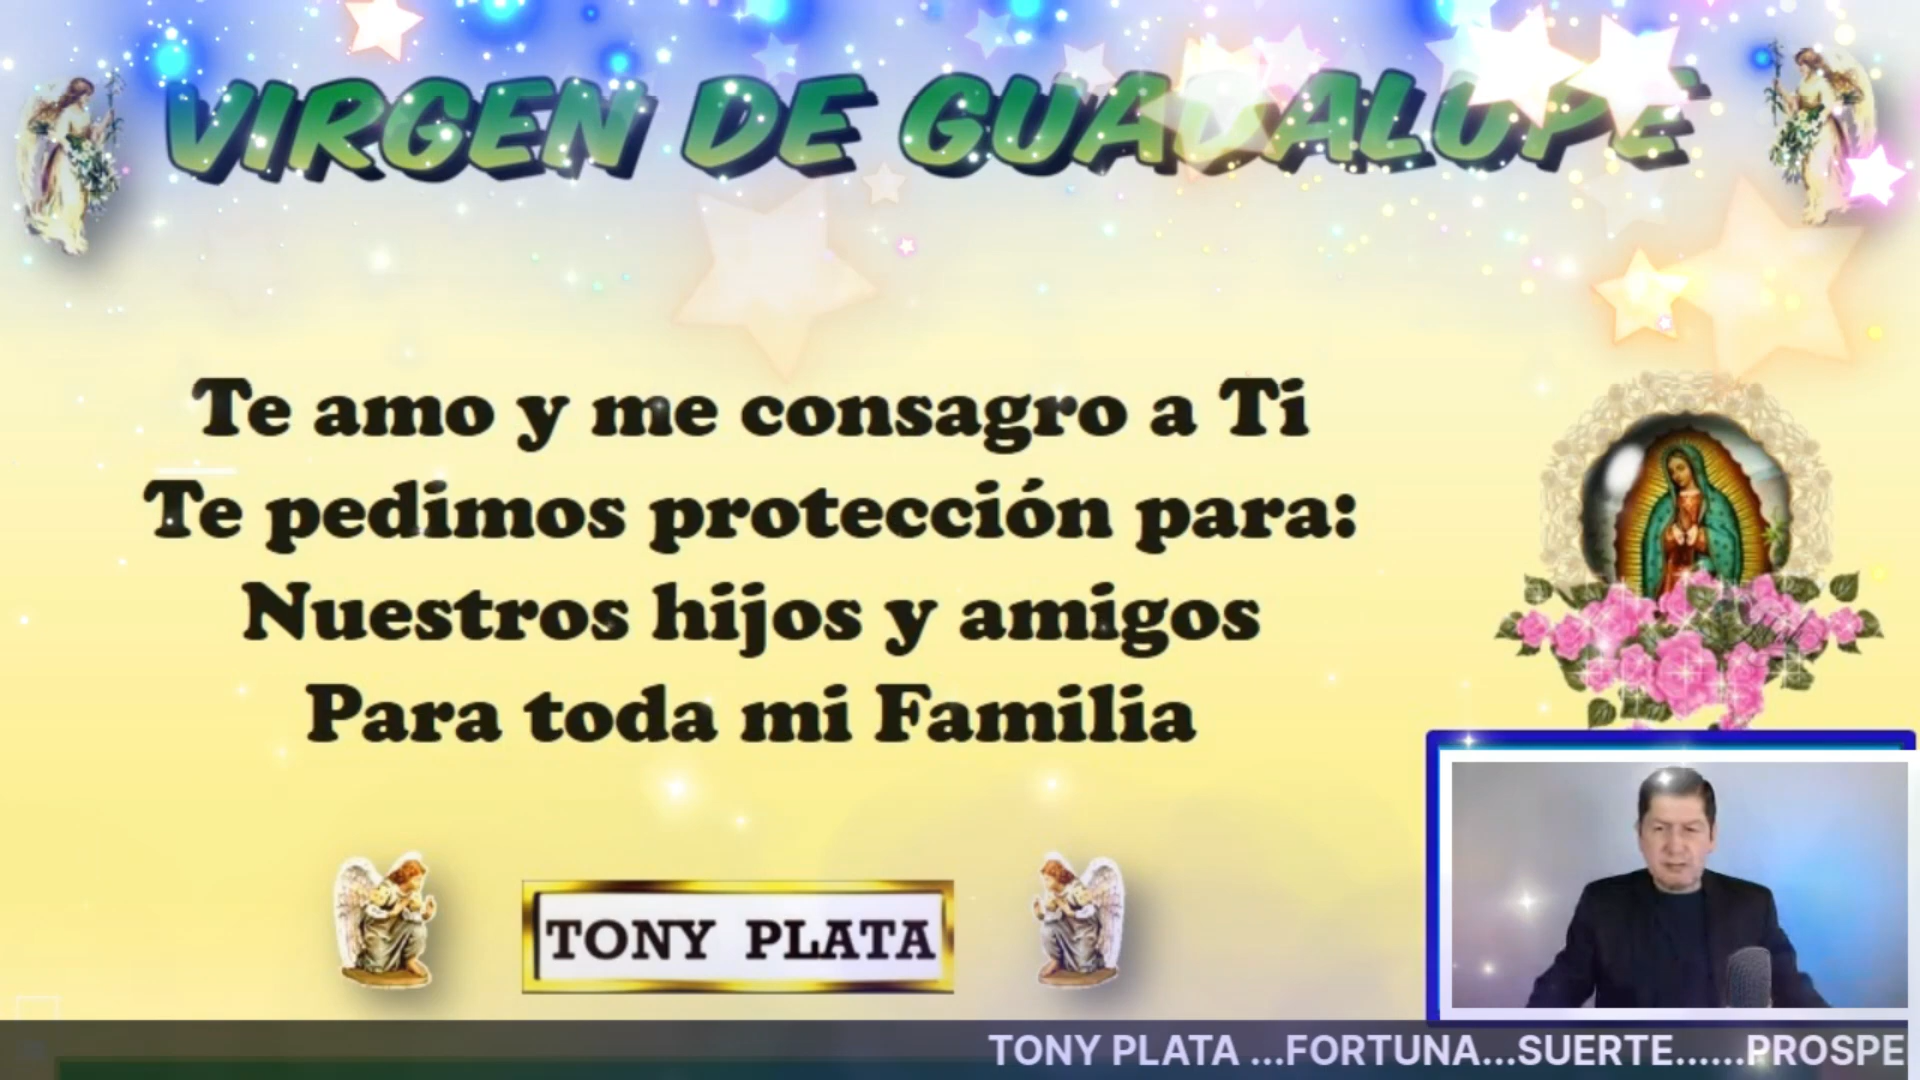 VIRGEN DE GUADALUPE
Te amo y me consagro a Ti
Te pedimos protección para:
Nuestros hijos y amigos
Para toda mi Familia
TONY PLATA
TONY PLATA ...FORTUNA...SUERTE......PROSPE